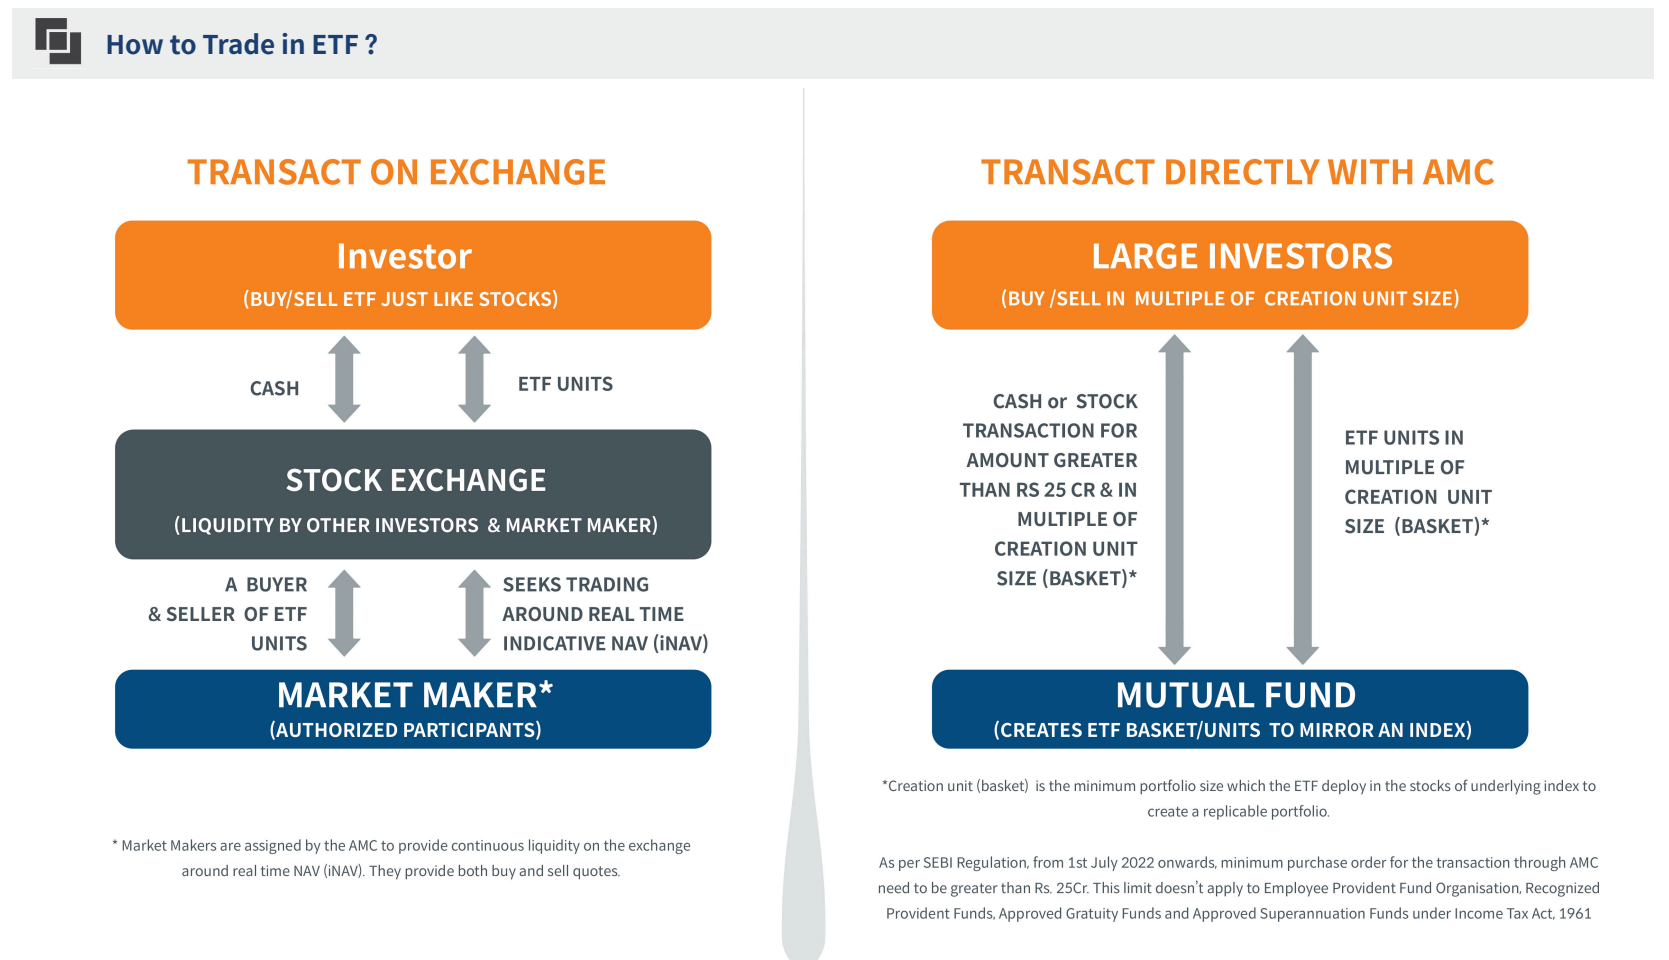 How to Trade in ETF ?
TRANSACT ON EXCHANGE
Investor
(BUY/SELL ETF JUST LIKE STOCKS)
CASH
ETF UNITS
STOCK EXCHANGE
(LIQUIDITY BY OTHER INVESTORS & MARKET MAKER)
A BUYER
& SELLER OF ETF
UNITS
SEEKS TRADING
AROUND REAL TIME
INDICATIVE NAV (iNAV)
MARKET MAKER*
(AUTHORIZED PARTICIPANTS)
* Market Makers are assigned by the AMC to provide continuous liquidity on the exchange
around real time NAV (iNAV). They provide both buy and sell quotes.
TRANSACT DIRECTLY WITH AMC
LARGE INVESTORS
(BUY /SELL IN MULTIPLE OF CREATION UNIT SIZE)
CASH or STOCK
TRANSACTION FOR
AMOUNT GREATER
THAN RS 25 CR & IN
MULTIPLE OF
CREATION UNIT
SIZE (BASKET)*
ETF UNITS IN
MULTIPLE OF
CREATION UNIT
SIZE (BASKET)*
MUTUAL FUND
(CREATES ETF BASKET/UNITS TO MIRROR AN INDEX)
*Creation unit (basket) is the minimum portfolio size which the ETF deploy in the stocks of underlying index to
create a replicable portfolio.
As per SEBI Regulation, from 1st July 2022 onwards, minimum purchase order for the transaction through AMC
need to be greater than Rs. 25Cr. This limit doesn't apply to Employee Provident Fund Organisation, Recognized
Provident Funds, Approved Gratuity Funds and Approved Superannuation Funds under Income Tax Act, 1961